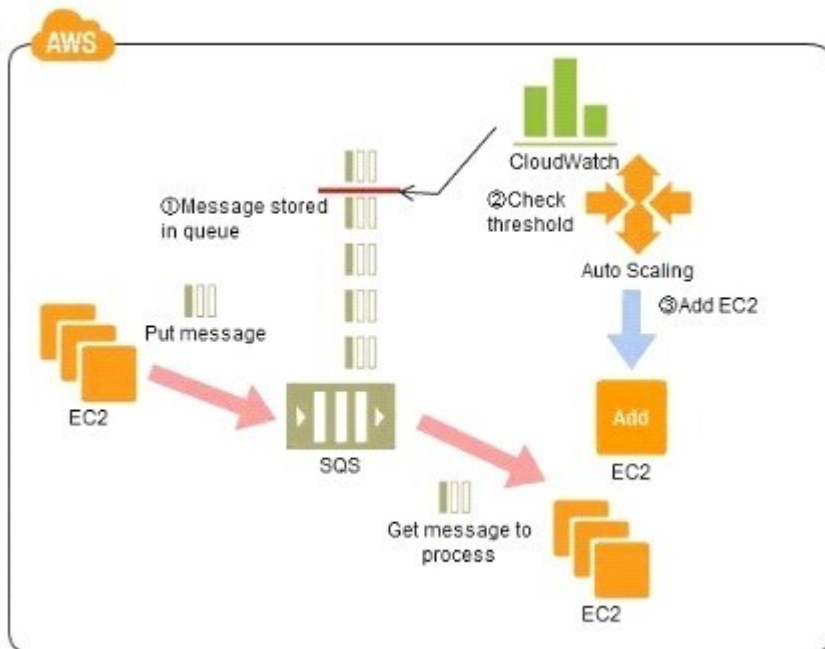 AWS
CloudWatch
①Message stored
in queue
②Check
threshold
Auto Scaling
③Add EC2
Put message
EC2
SQS
Add
EC2
Get message to
process
EC2